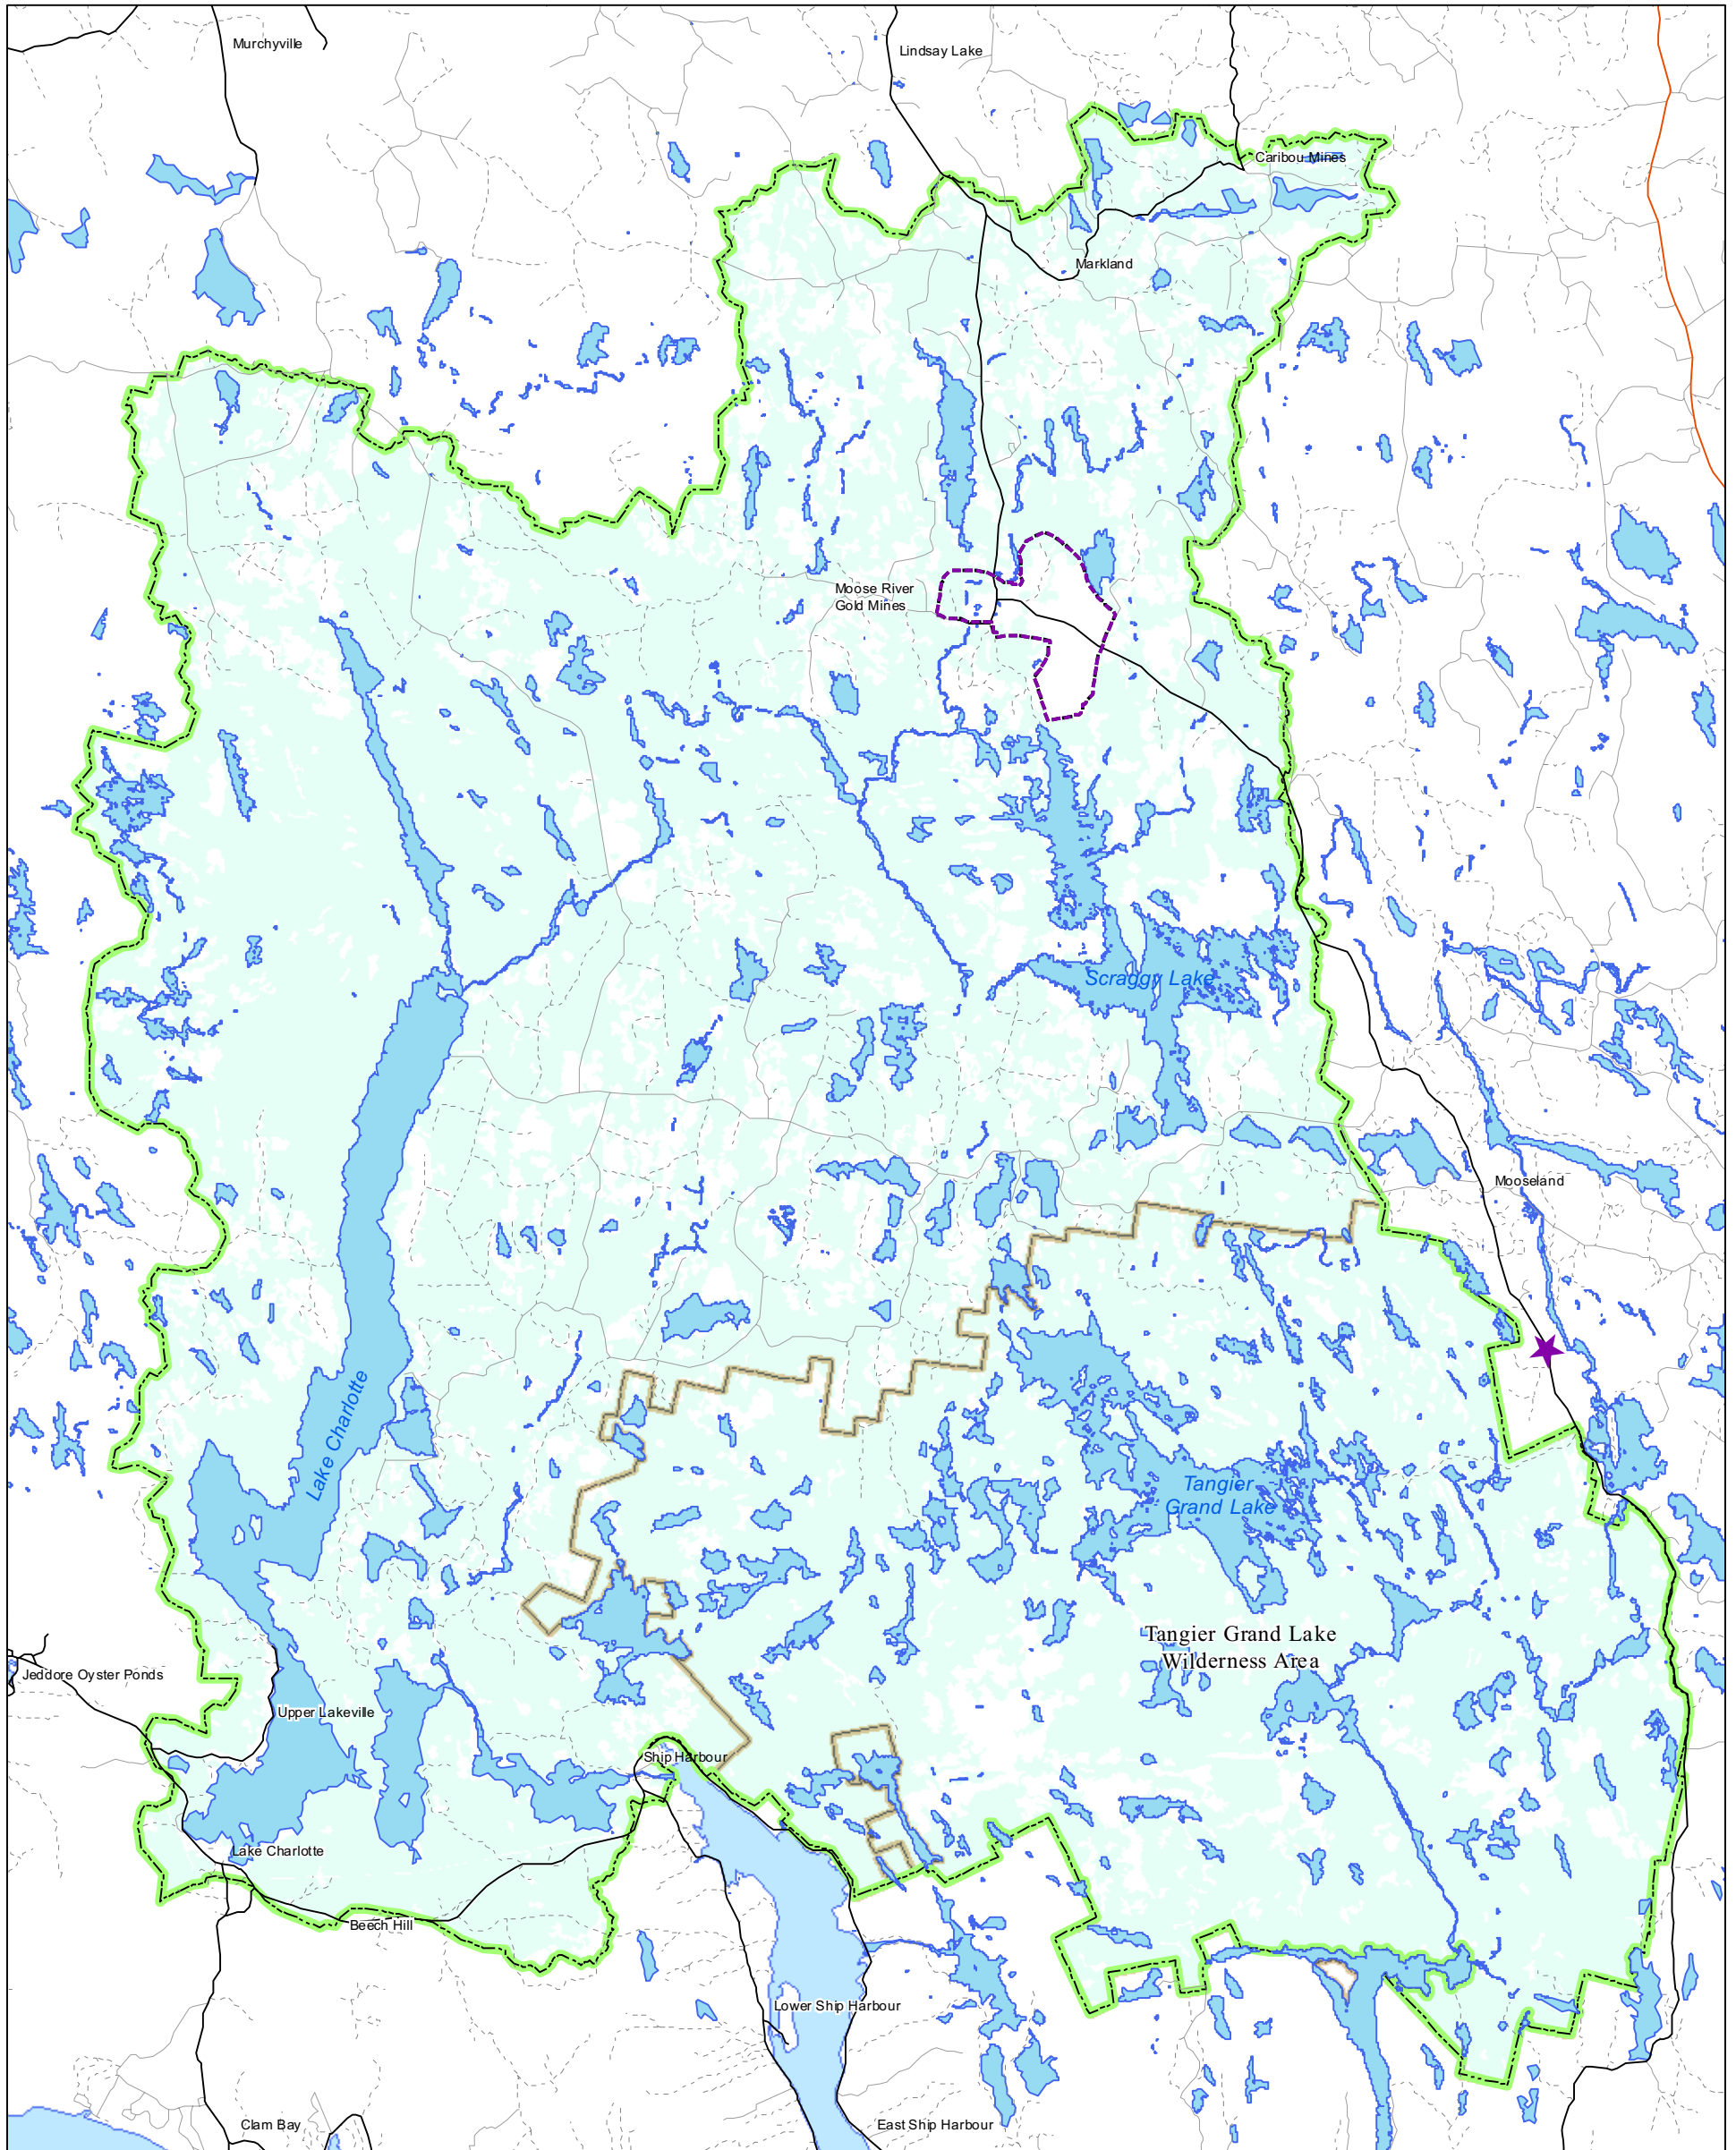 Murchyville
Lindsay Lake
Caribou Mines
Markland
Moose River
Gold Mines
Scraggy Lake
Mooseland
Lake Charlotte
Tangier
Grand Lake
Tangier Grand Lake
Wilderness Area
Jeddore Oyster Ponds
Upper Lakeville
Ship Harbour
Lake Charlotte
Beech Hill
Lower Ship Harbour
Clam Bay
East Ship Harbour